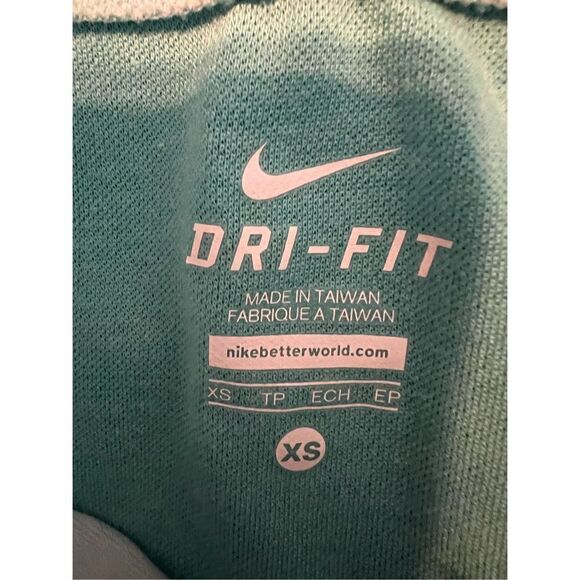 DRI-FIT
MADE IN TAIWAN
FABRIQUE A TAIWAN
nikebetterworld.com
XS TP ECH EP
XS